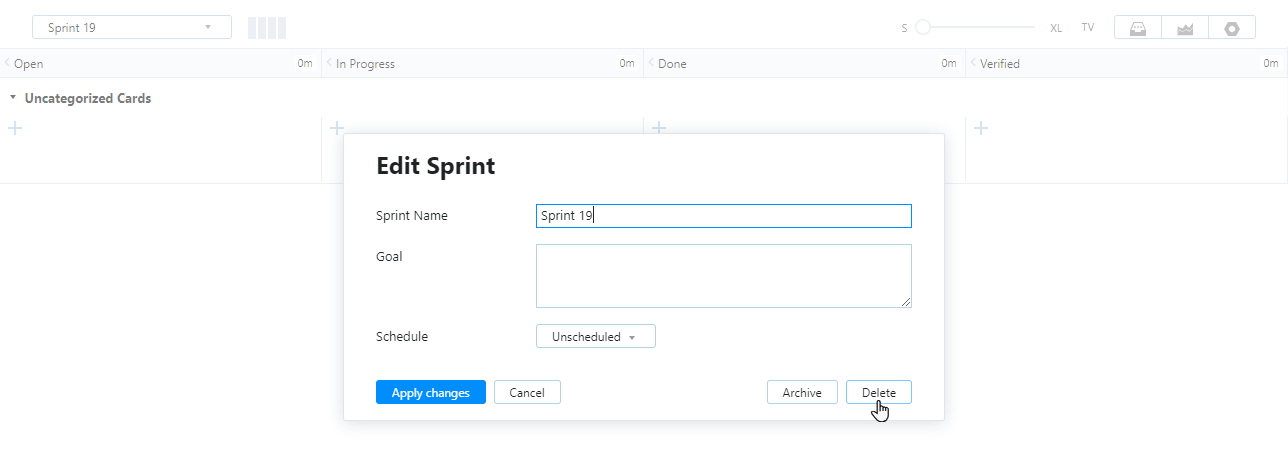 Sprint 19
S XL TV
Open 0m In Progress 0m Done 0m Verified 0m
Uncategorized Cards
Edit Sprint
Sprint Name Sprint 19
Goal
Schedule Unscheduled
Apply changes Cancel Archive Delete